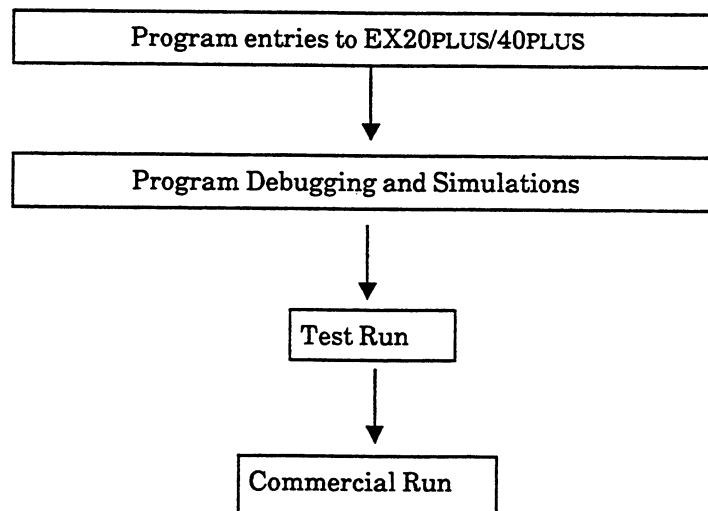 Program entries to EX20PLUS/40PLUS
Program Debugging and Simulations
Test Run
Commercial Run